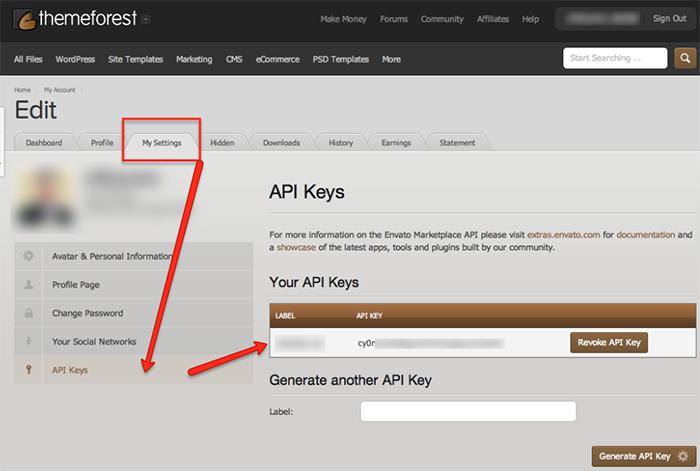 themeforest
Make Money Forums Community Affiliates Help Sign Out
All Files WordPress Site Templates Marketing CMS eCommerce PSD Templates More Start Searching ...
Home My Account
Edit
Dashboard Profile My Settings Hidden Downloads History Earnings Statement
API Keys
For more information on the Envato Marketplace API please visit extras.envato.com for documentation and
a showcase of the latest apps, tools and plugins built by our community.
Avatar & Personal Information
Profile Page
Change Password
Your Social Networks
API Keys
Your API Keys
LABEL API KEY
cy0r Revoke API Key
Generate another API Key
Label:
Generate API Key